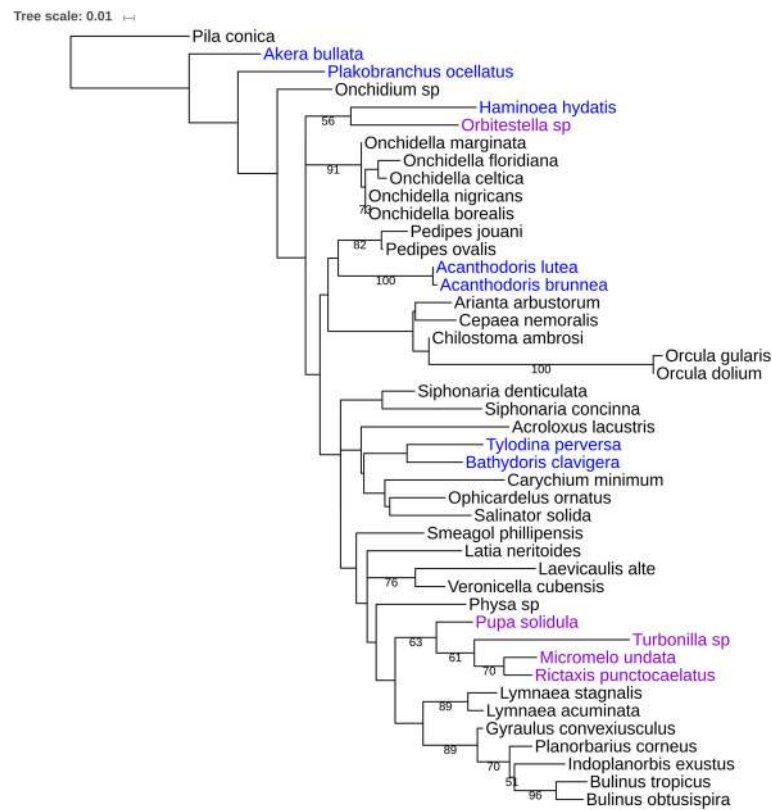 Tree scale: 0.01
Pila conica
Akera bullata
Plakobranchus ocellatus
Onchidium sp
Haminoea hydatis
56
Orbitestella sp
Onchidella marginata
Onchidella floridiana
91
Onchidella celtica
Onchidella nigricans
73
Onchidella borealis
Pedipes jouani
82
Pedipes ovalis
Acanthodoris lutea
100
Acanthodoris brunnea
Arianta arbustorum
Cepaea nemoralis
Chilostoma ambrosi
Orcula gularis
100
Orcula dolium
Siphonaria denticulata
Siphonaria concinna
Acroloxus lacustris
Tylodina perversa
Bathydoris clavigera
Carychium minimum
Ophicardelus ornatus
Salinator solida
Smeagol phillipensis
Latia neritoides
Laevicaulis alte
76
Veronicella cubensis
Physa sp
Pupa solidula
63
Turbonilla sp
61
Micromelo undata
70
Rictaxis punctocaelatus
Lymnaea stagnalis
89
Lymnaea acuminata
Gyraulus convexiusculus
89
Planorbarius corneus
70
Indoplanorbis exustus
51
Bulinus tropicus
96
Bulinus obtusispira